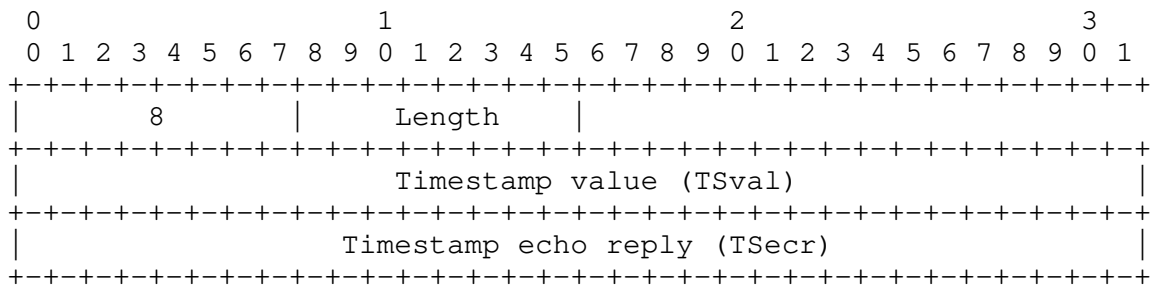 0                   1                   2                   3
 0 1 2 3 4 5 6 7 8 9 0 1 2 3 4 5 6 7 8 9 0 1 2 3 4 5 6 7 8 9 0 1
+-+-+-+-+-+-+-+-+-+-+-+-+-+-+-+-+-+-+-+-+-+-+-+-+-+-+-+-+-+-+-+-+
|       8       |     Length    |
+-+-+-+-+-+-+-+-+-+-+-+-+-+-+-+-+-+-+-+-+-+-+-+-+-+-+-+-+-+-+-+-+
|                     Timestamp value (TSval)                   |
+-+-+-+-+-+-+-+-+-+-+-+-+-+-+-+-+-+-+-+-+-+-+-+-+-+-+-+-+-+-+-+-+
|                  Timestamp echo reply (TSecr)                 |
+-+-+-+-+-+-+-+-+-+-+-+-+-+-+-+-+-+-+-+-+-+-+-+-+-+-+-+-+-+-+-+-+